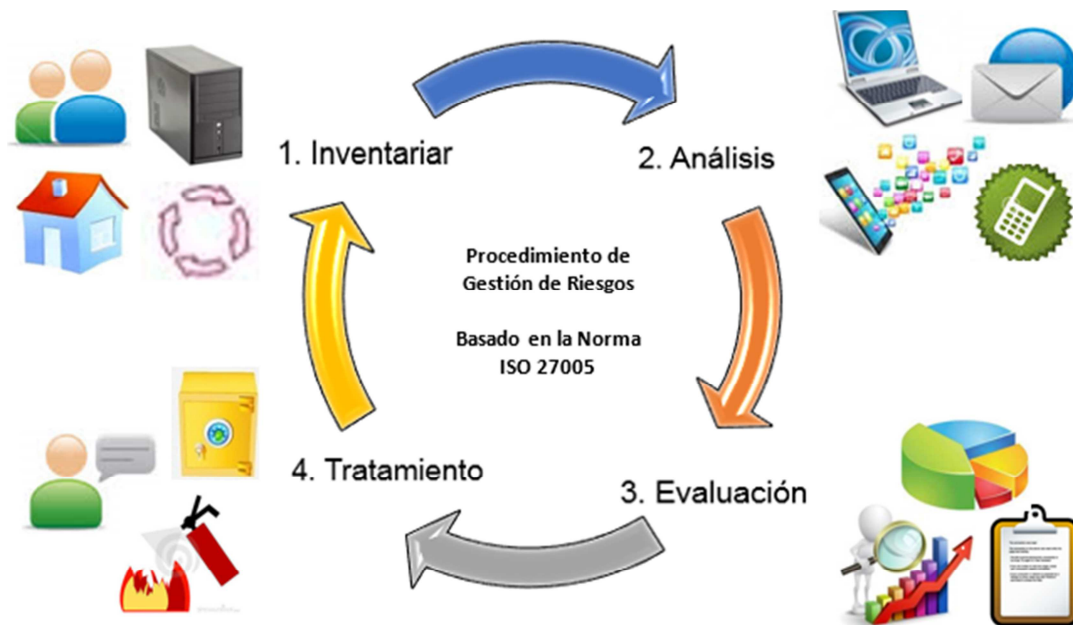 1. Inventariar
2. Análisis
Procedimiento de
Gestión de Riesgos
Basado en la Norma
ISO 27005
4. Tratamiento
3. Evaluación